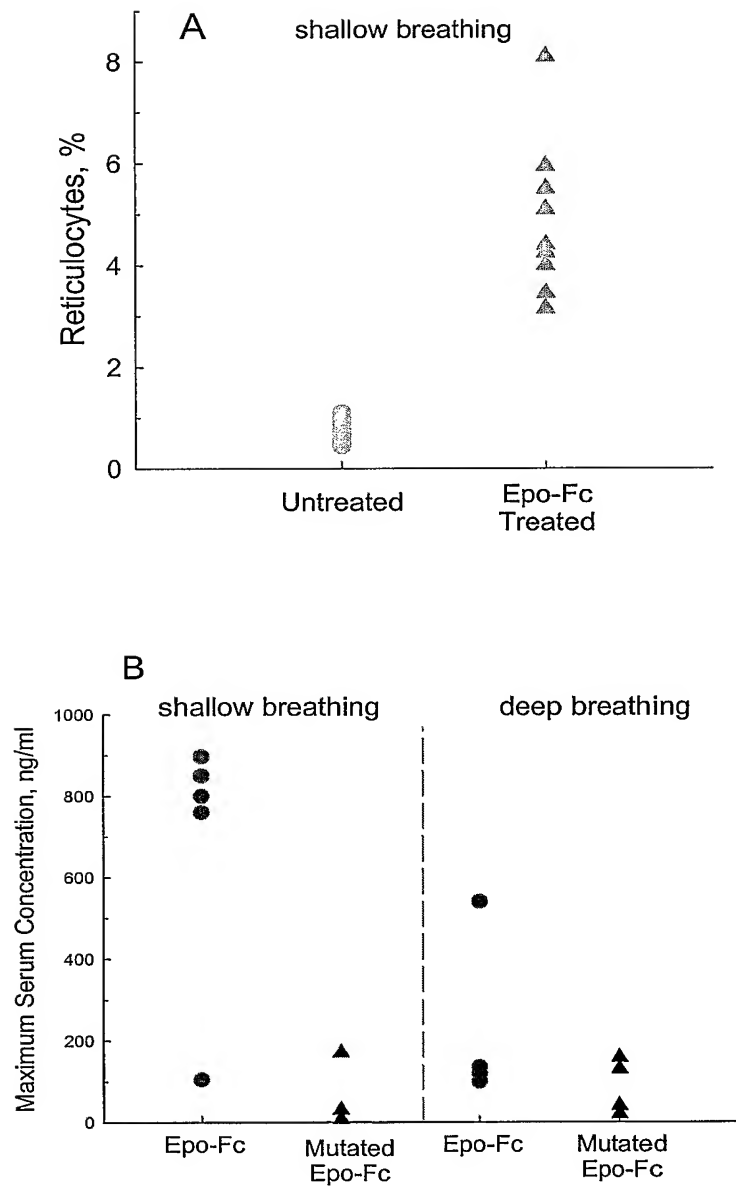 A
shallow breathing
Reticulocytes, %
8
6
4
2
0
Untreated
Epo-Fc
Treated
B
shallow breathing
deep breathing
Maximum Serum Concentration, ng/ml
1000
800
600
400
200
0
Epo-Fc
Mutated
Epo-Fc
Epo-Fc
Mutated
Epo-Fc